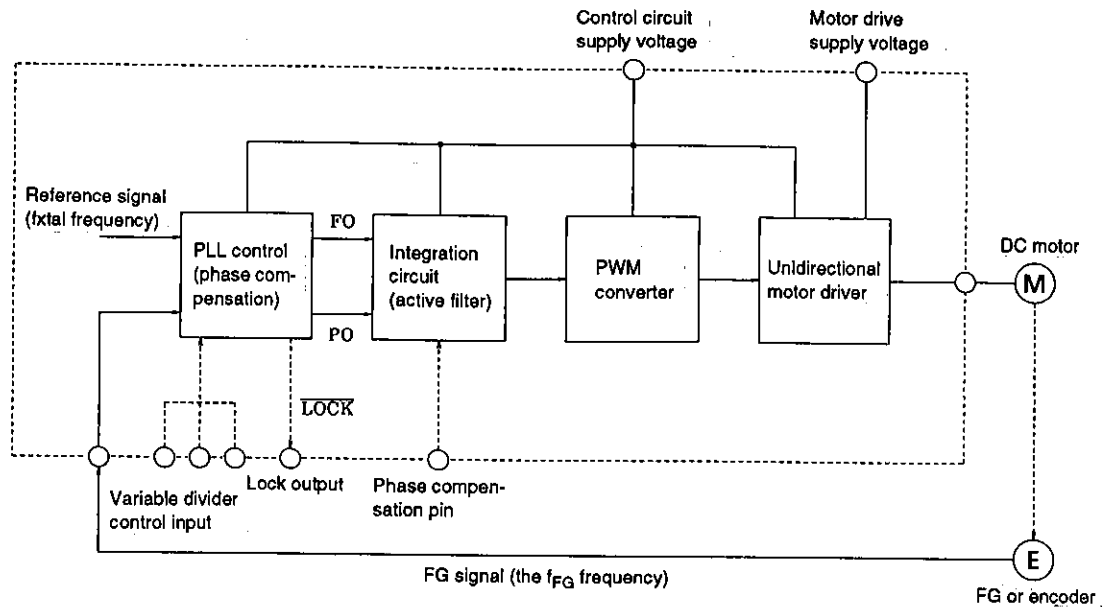 Control circuit
supply voltage
Motor drive
supply voltage
Reference signal
(fxtal frequency)
FO
PLL control
(phase com-
pensation)
Integration
circuit
(active filter)
PWM
converter
Unidirectional
motor driver
DC motor
M
PO
LOCK
Lock output
Phase compen-
sation pin
Variable divider
control input
E
FG signal (the fFG frequency)
FG or encoder